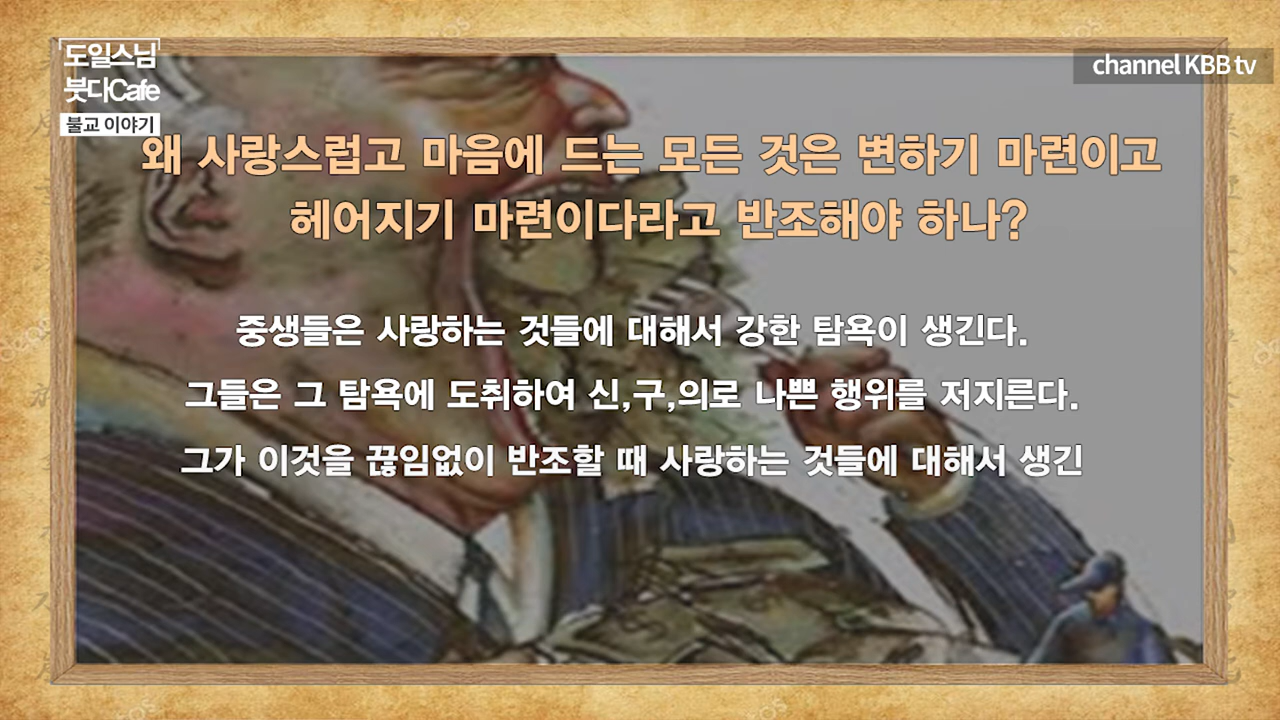 도일스님
붓다Cafe
불교 이야기
channel KBB tv
왜 사랑스럽고 마음에 드는 모든 것은 변하기 마련이고
헤어지기 마련이다라고 반조해야 하나?
중생들은 사랑하는 것들에 대해서 강한 탐욕이 생긴다.
그들은 그 탐욕에 도취하여 신,구,의로 나쁜 행위를 저지른다.
그가 이것을 끊임없이 반조할 때 사랑하는 것들에 대해서 생긴